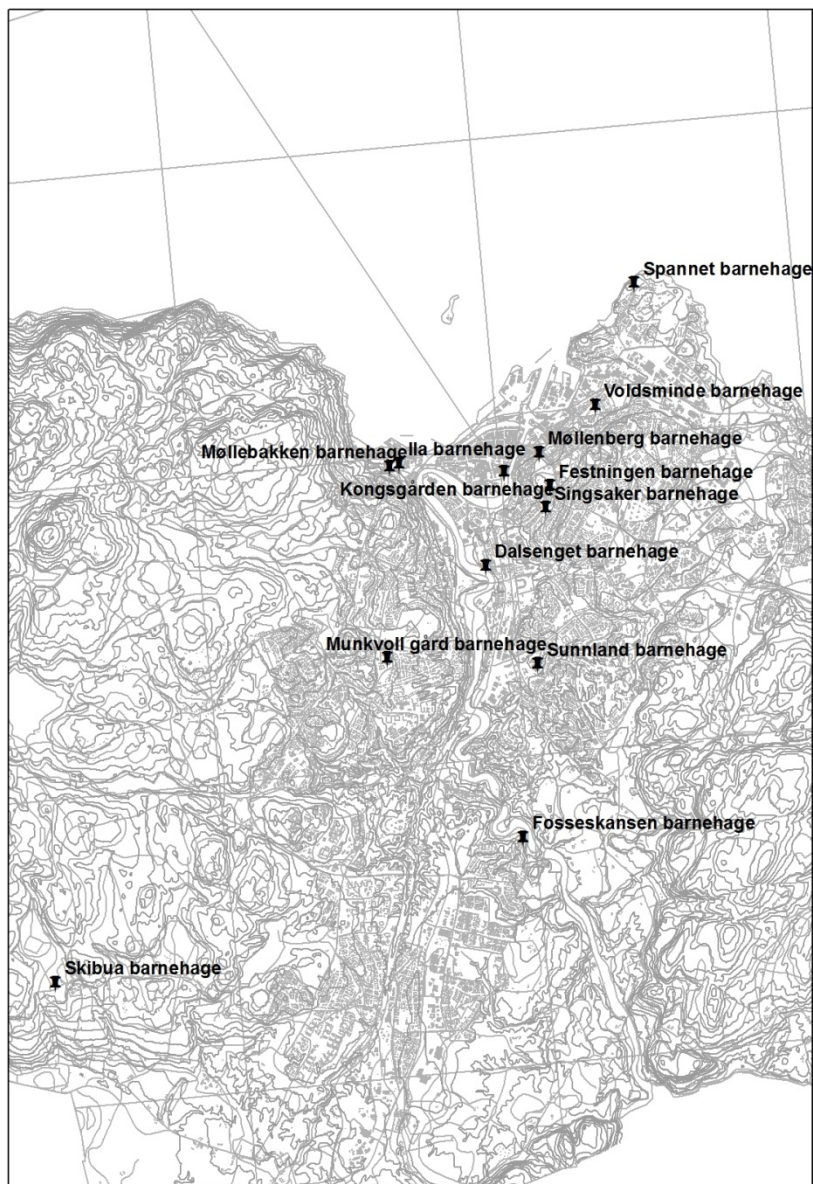 Spannet barnehage
Voldsminde barnehage
Møllenberg barnehage
Møllebakken barnehage
Ila barnehage
Festningen barnehage
Kongsgården barnehage
Singsaker barnehage
Dalsenget barnehage
Munkvoll gård barnehage
Sunnland barnehage
Fosseskansen barnehage
Skibua barnehage